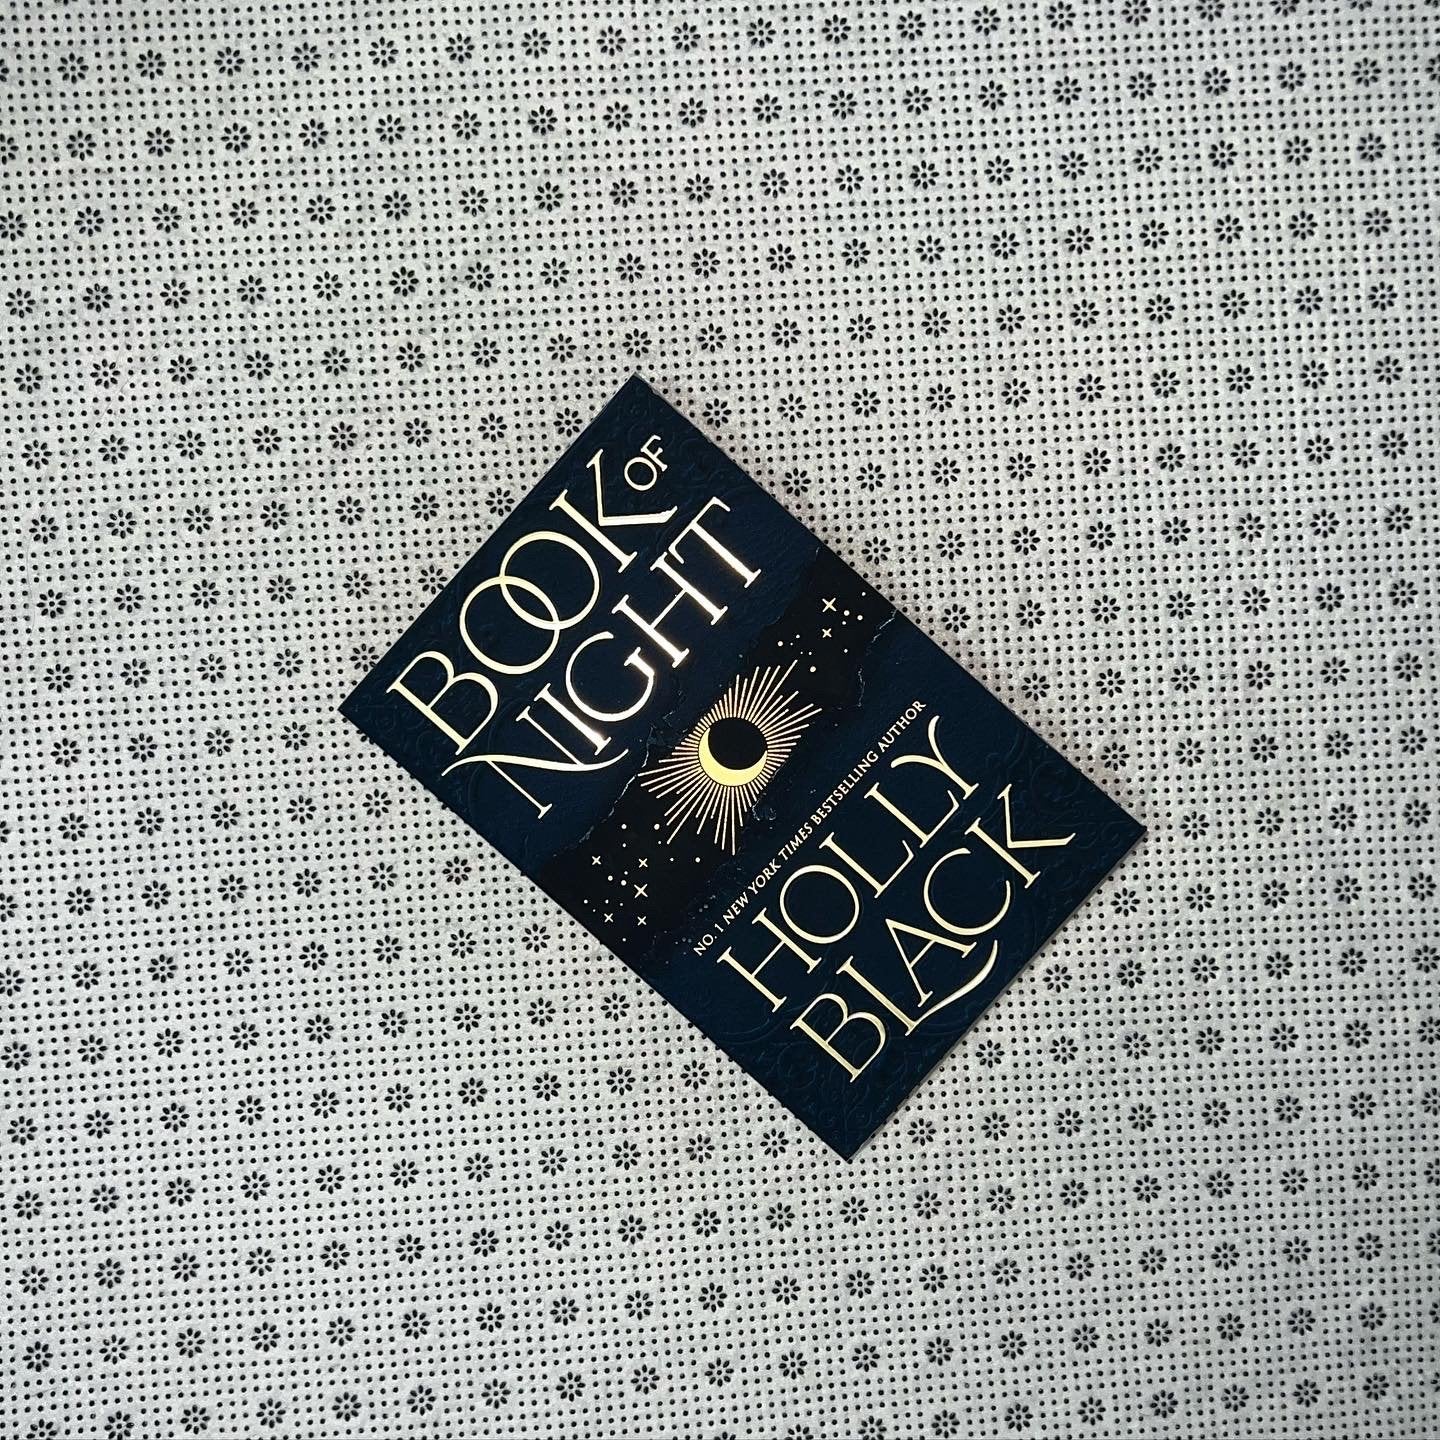 BOOK OF
NIGHT
NO. 1 NEW YORK TIMES BESTSELLING AUTHOR
HOLLY
BLACK